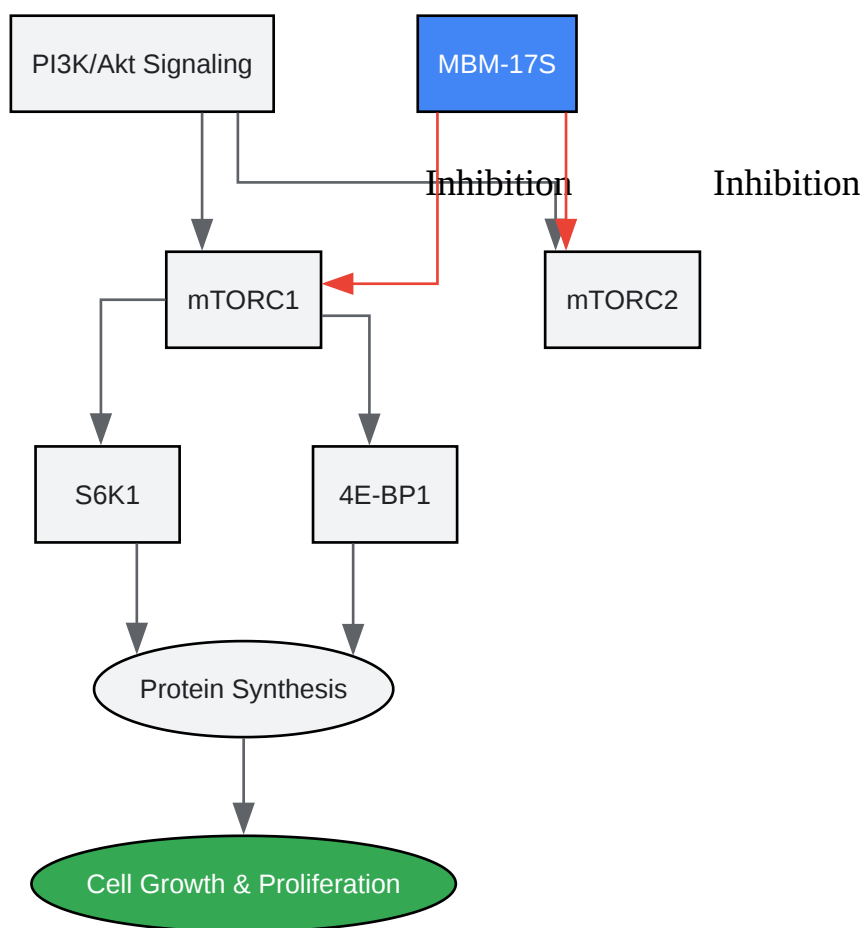 PI3K/Akt Signaling
MBM-17S
Inhibition
Inhibition
mTORC1
mTORC2
S6K1
4E-BP1
Protein Synthesis
Cell Growth & Proliferation